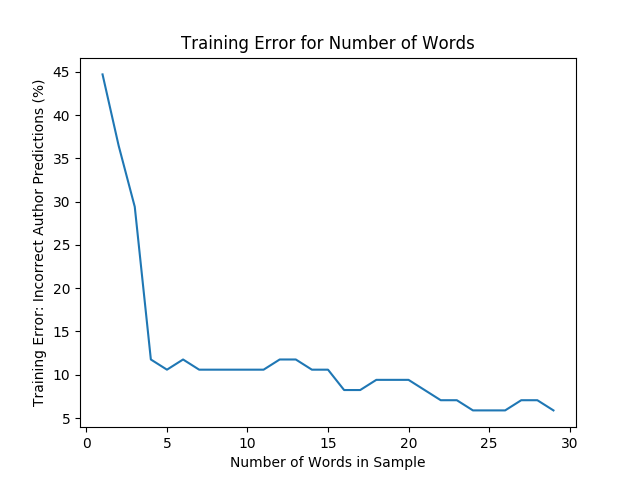 Training Error for Number of Words
Training Error: Incorrect Author Predictions (%)
45
40
35
30
25
20
15
10
5
0 5 10 15 20 25 30
Number of Words in Sample